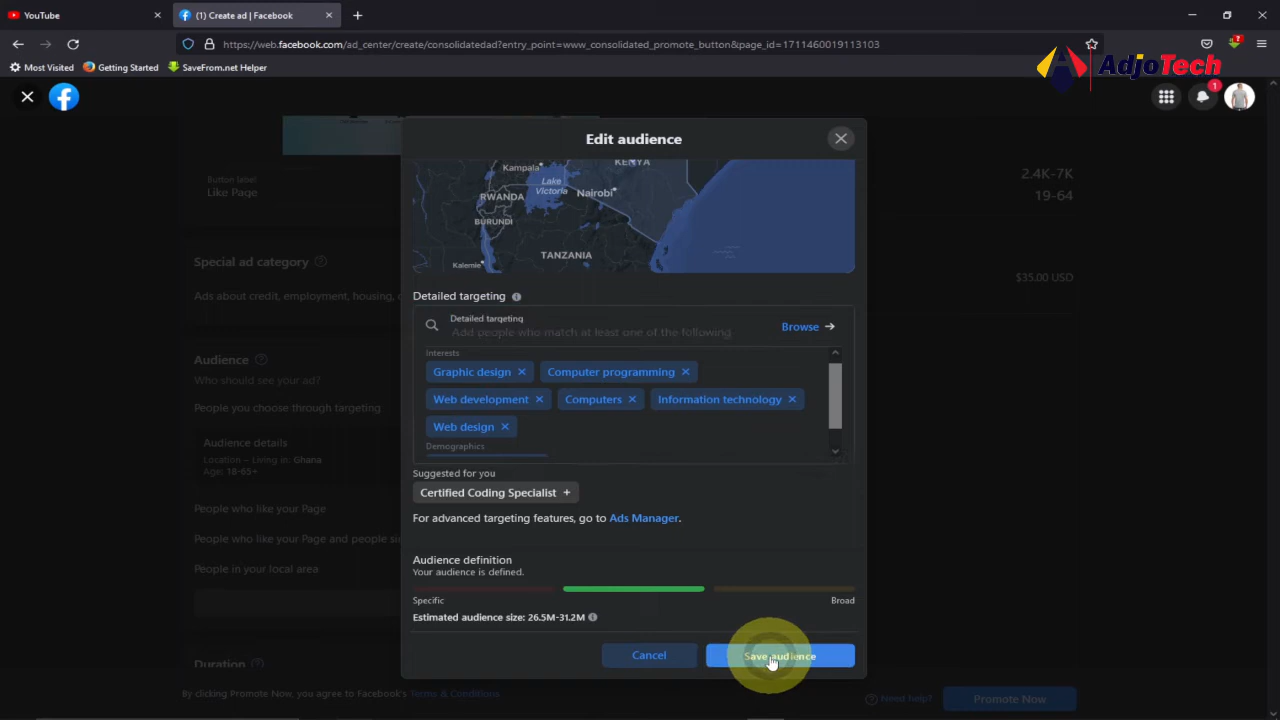 YouTube
(1) Create ad | Facebook
https://web.facebook.com/ad_center/create/consolidatedad?entry_point=www_consolidated_promote_button&page_id=1711460019113103
Most Visited
Getting Started
SaveFrom.net Helper
AdjoTech
1
Edit audience
Kampala
KENYA
Lake
Victoria
Nairobi
RWANDA
BURUNDI
TANZANIA
Kalemie
Button label
Like Page
2.4K-7K
19-64
Special ad category
Ads about credit, employment, housing,
$35.00 USD
Detailed targeting
Detailed targeting
Add people who match at least one of the following
Browse
Interests
Graphic design
Computer programming
Web development
Computers
Information technology
Web design
Demographics
Audience
Who should see your ad?
People you choose through targeting
Audience details
Location – Living in: Ghana
Age: 18-65+
People who like your Page
People who like your Page and people si
People in your local area
Suggested for you
Certified Coding Specialist +
For advanced targeting features, go to Ads Manager.
Audience definition
Your audience is defined.
Specific
Broad
Estimated audience size: 26.5M-31.2M
Cancel
Save audience
Duration
By clicking Promote Now, you agree to Facebook's Terms & Conditions
Need help?
Promote Now